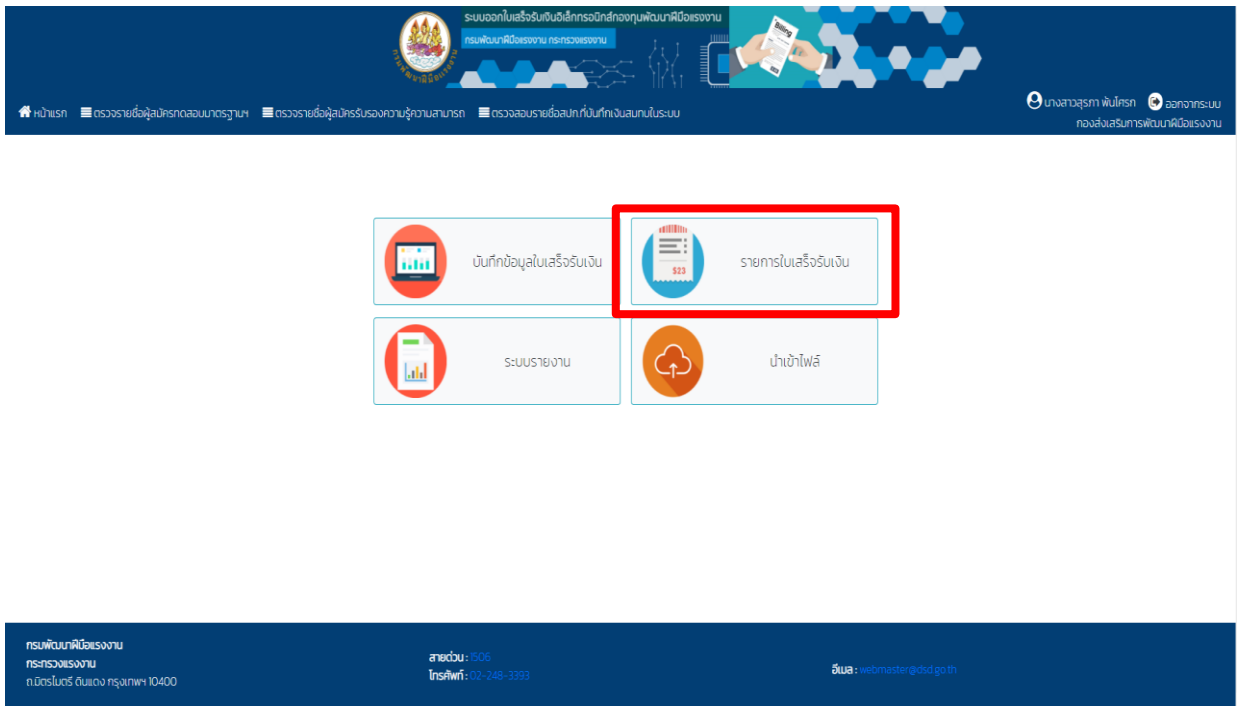 ระบบออกใบเสร็จรับเงินอิเล็กทรอนิกส์กองทุนพัฒนาฝีมือแรงงาน
กรมพัฒนาฝีมือแรงงาน กระทรวงแรงงาน
Billing
กรมพัฒนาฝีมือแรงงาน
หน้าแรก ตรวจรายชื่อผู้สมัครทดสอบมาตรฐานฯ ตรวจรายชื่อผู้สมัครรับรองความรู้ความสามารถ ตรวจสอบรายชื่อสปก.ที่บันทึกเงินสมทบในระบบ
นางสาวสุรภา พันโครก ออกจากระบบ
กองส่งเสริมการพัฒนาฝีมือแรงงาน
บันทึกข้อมูลใบเสร็จรับเงิน
$23
รายการใบเสร็จรับเงิน
ระบบรายงาน
นำเข้าไฟล์
กรมพัฒนาฝีมือแรงงาน
กระทรวงแรงงาน
ถ.มิตรไมตรี ดินแดง กรุงเทพฯ 10400
สายด่วน : 1506
โทรศัพท์ : 02-248-3393
อีเมล : webmaster@dsd.go.th